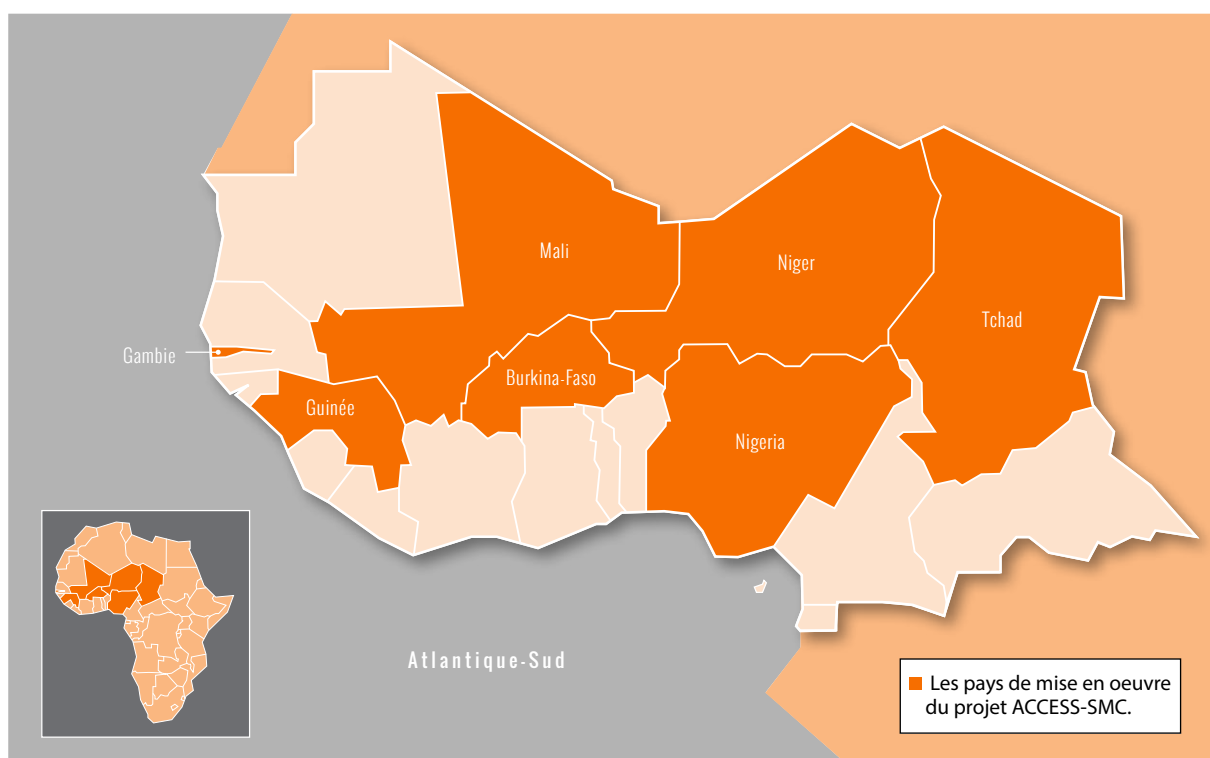 Mali
Niger
Tchad
Gambie
Burkina-Faso
Guinée
Nigeria
Atlantique-Sud
Les pays de mise en oeuvre
du projet ACCESS-SMC.